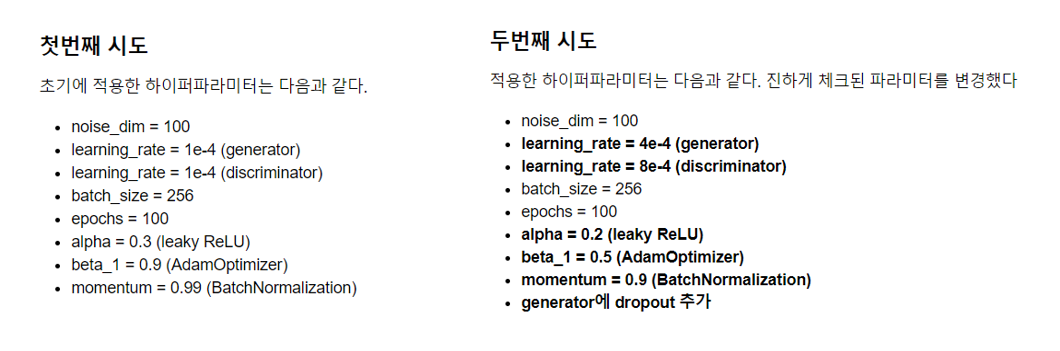 첫번째 시도
초기에 적용한 하이퍼파라미터는 다음과 같다.
• noise_dim = 100
• learning_rate = 1e-4 (generator)
• learning_rate = 1e-4 (discriminator)
• batch_size = 256
• epochs = 100
• alpha = 0.3 (leaky ReLU)
• beta_1 = 0.9 (AdamOptimizer)
• momentum = 0.99 (BatchNormalization)
두번째 시도
적용한 하이퍼파라미터는 다음과 같다. 진하게 체크된 파라미터를 변경했다
• noise_dim = 100
• learning_rate = 4e-4 (generator)
• learning_rate = 8e-4 (discriminator)
• batch_size = 256
• epochs = 100
• alpha = 0.2 (leaky ReLU)
• beta_1 = 0.5 (AdamOptimizer)
• momentum = 0.9 (BatchNormalization)
• generator에 dropout 추가